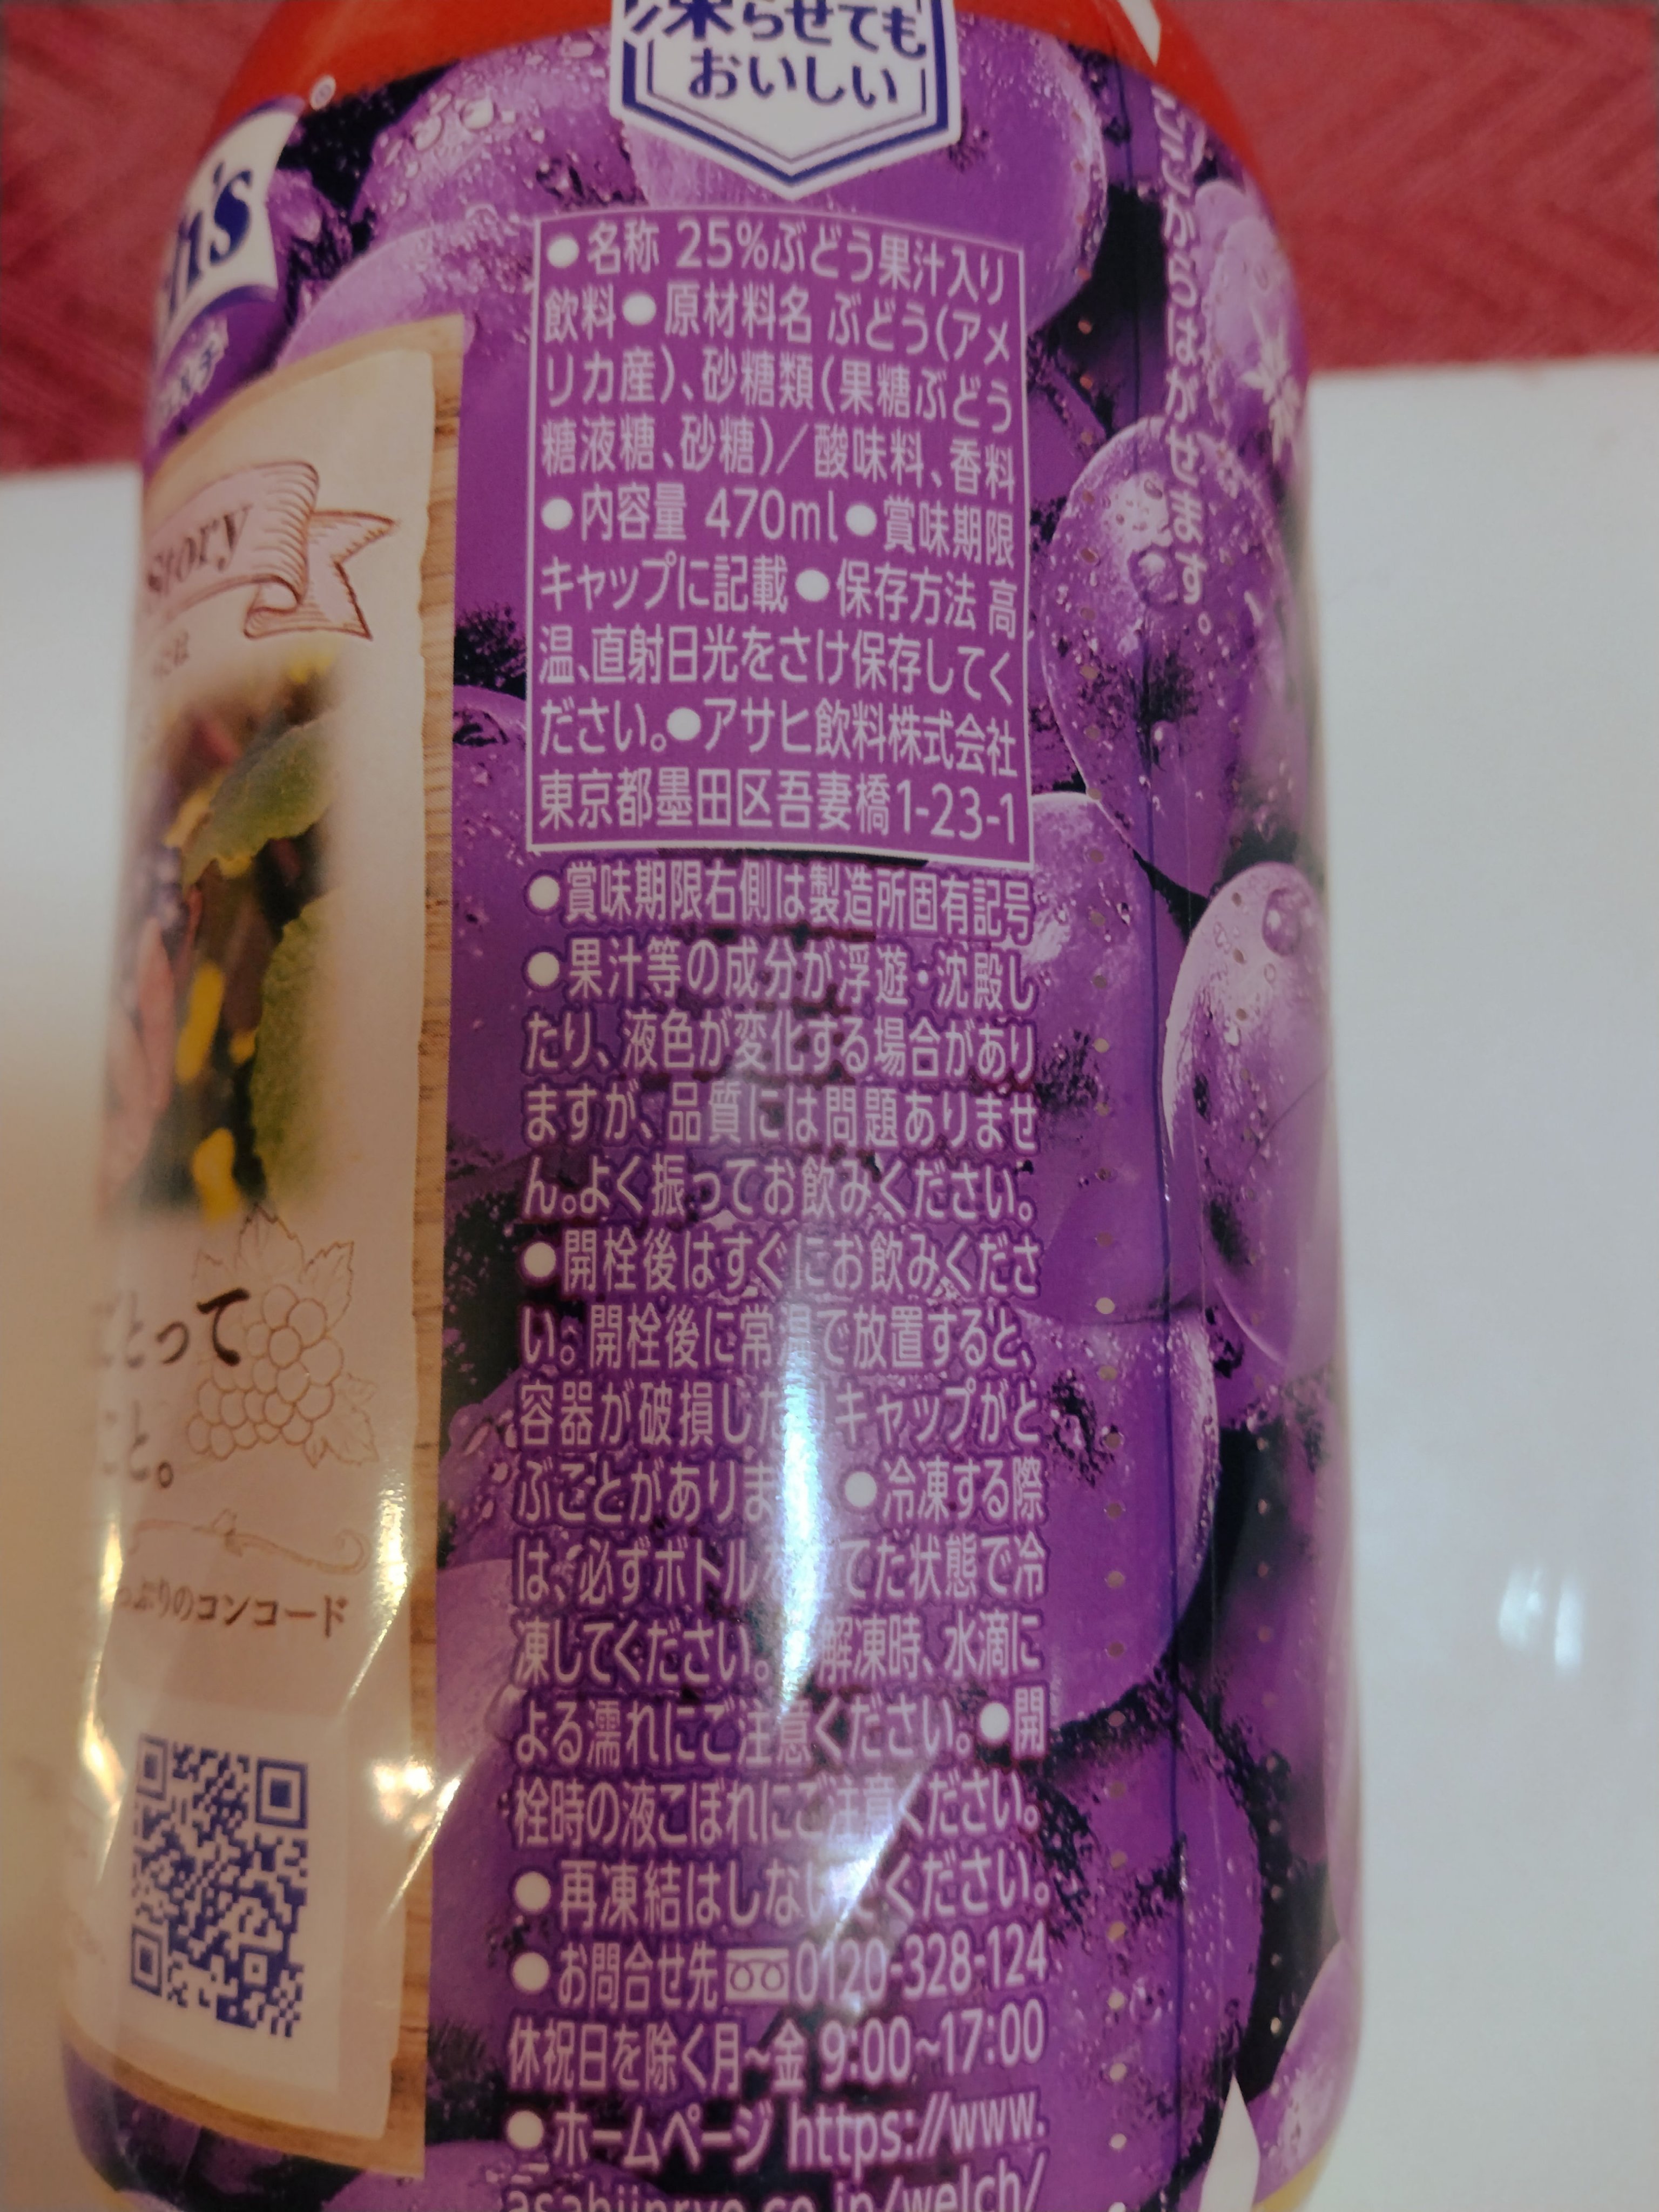 凍らせても
おいしい
h's
story
とって
こと。
っぷりのコンコード
●名称 25%ぶどう果汁入り
飲料●原材料名 ぶどう(アメ
リカ産)、砂糖類(果糖ぶどう
糖液糖、砂糖)/酸味料、香料
●内容量 470ml●賞味期限
キャップに記載●保存方法 高
温、直射日光をさけ保存してく
ださい。●アサヒ飲料株式会社
東京都墨田区吾妻橋1-23-1
●賞味期限右側は製造所固有記号
●果汁等の成分が浮遊・沈殿し
たり、液色が変化する場合があり
ますが、品質には問題ありませ
ん。よく振ってお飲みください。
●開栓後はすぐにお飲みくださ
い。開栓後に常温で放置すると、
容器が破損した キャップがと
ぶことがありま ●冷凍する際
は、必ずボトル てた状態で冷
凍してください。 解凍時、水滴に
よる濡れにご注意ください。●開
栓時の液こぼれにご注意ください。
●再凍結はしないでください。
●お問合せ先 0120-328-124
休祝日を除く月~金 9:00~17:00
●ホームページ https://www.
asahiinryo.co.jp/welch/
からはがせます。